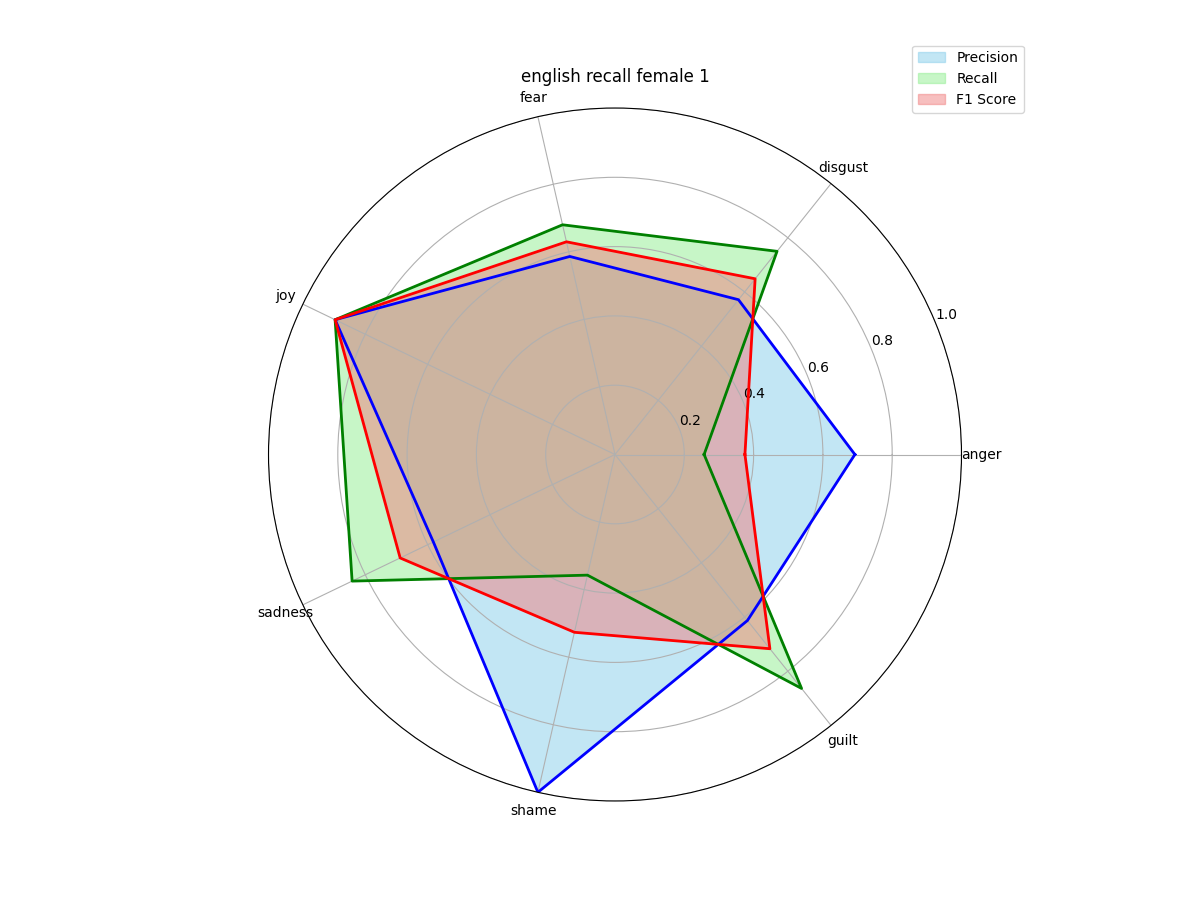 english recall female 1
Precision
Recall
F1 Score
fear
disgust
joy
anger
sadness
shame
guilt
0.2
0.4
0.6
0.8
1.0